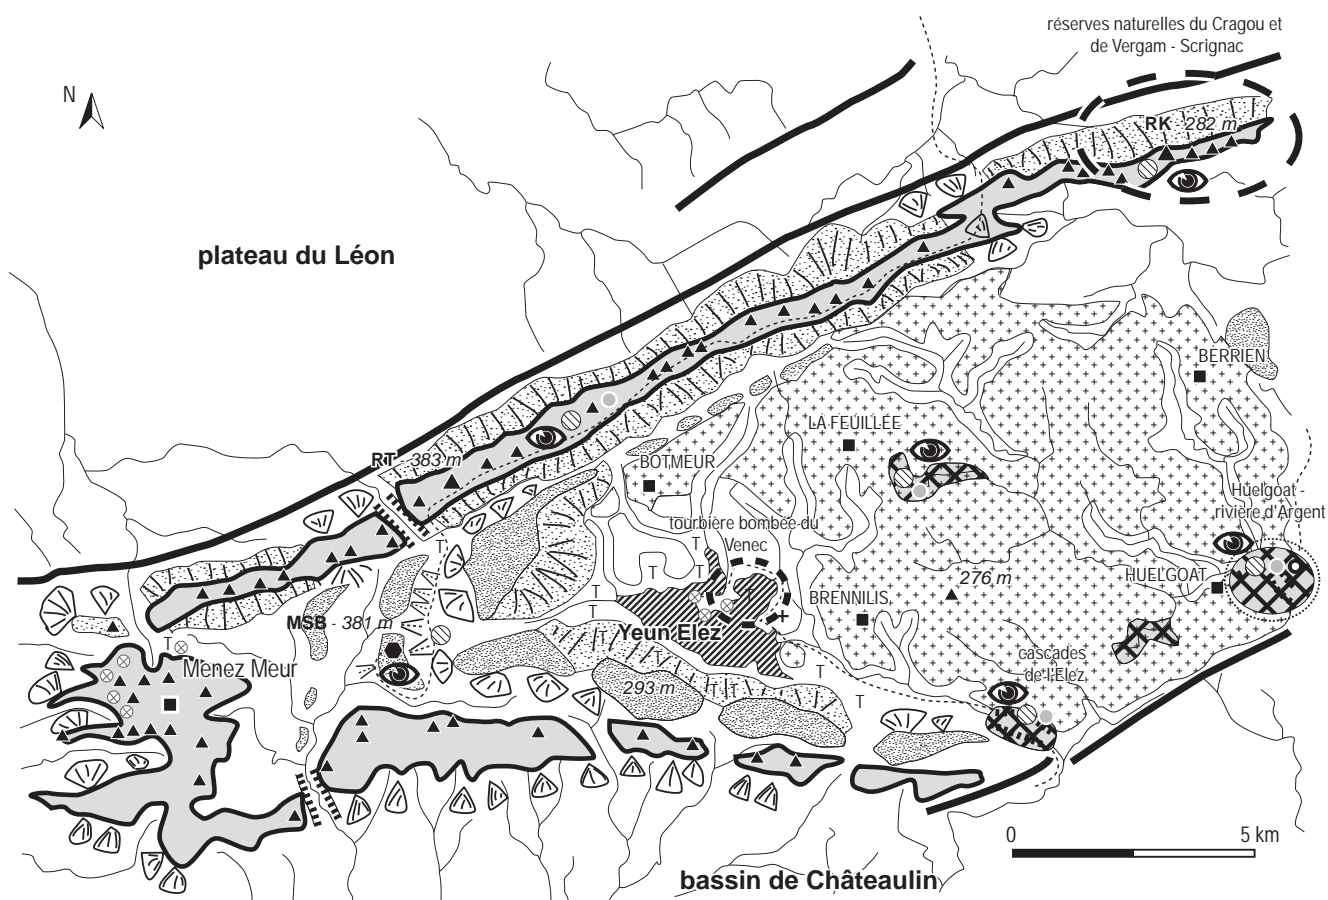 réserves naturelles du Cragou et
de Vergam - Scrignac
N
RK - 282 m
plateau du Léon
BERRIEN
LA FEUILLÉE
RT - 383 m
BOTMEUR
Huelgoat -
rivière d'Argent
tourbière bombée du
Venec
T
T
T
T
T
276 m
HUELGOAT
BRENNILIS
T
MSB - 381 m
Yeun Elez
T
T
cascades
de l'Elez
Menez Meur
T
T
293 m
T
T
T
T
0
5 km
bassin de Châteaulin